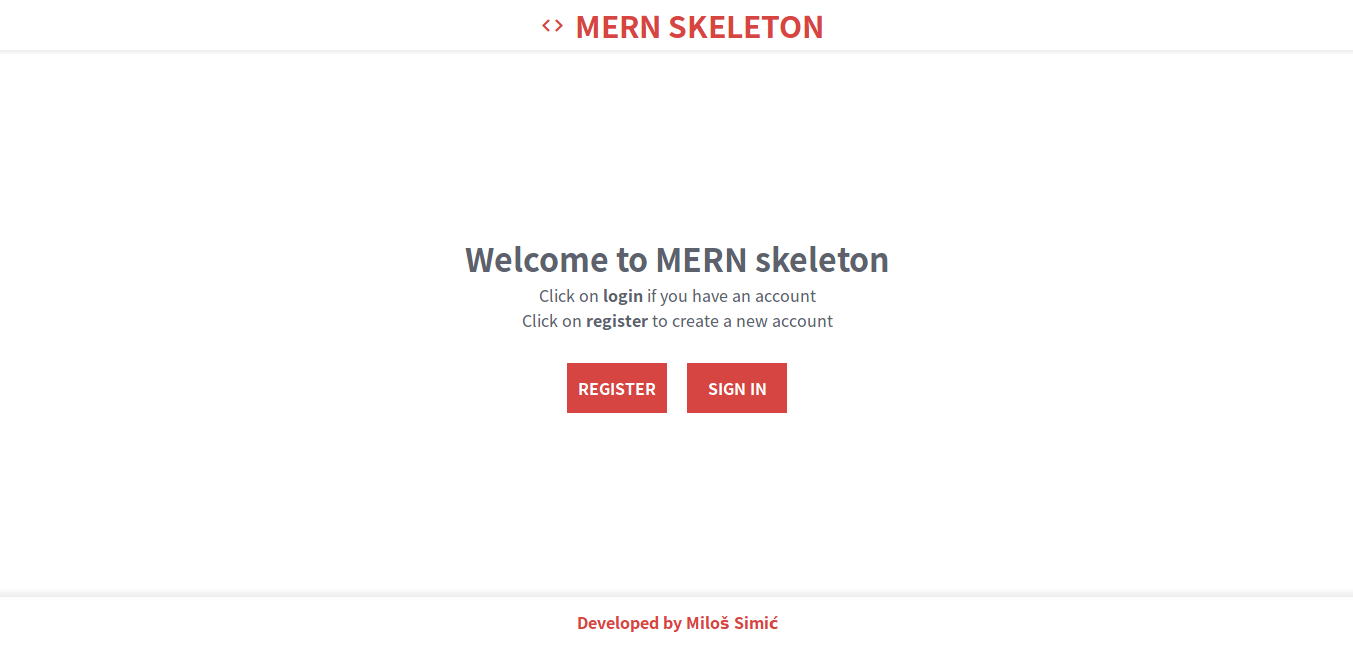 <> MERN SKELETON
Welcome to MERN skeleton
Click on login if you have an account
Click on register to create a new account
REGISTER SIGN IN
Developed by Miloš Simić